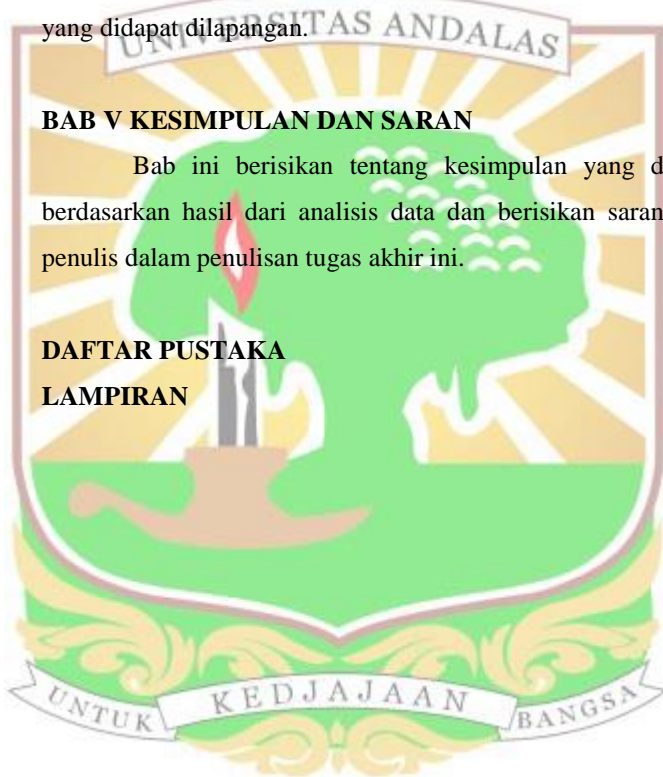 yang didapat dilapangan.
UNIVERSITAS ANDALAS
BAB V KESIMPULAN DAN SARAN
Bab ini berisikan tentang kesimpulan yang d
berdasarkan hasil dari analisis data dan berisikan saran
penulis dalam penulisan tugas akhir ini.
DAFTAR PUSTAKA
LAMPIRAN
UNTUK KEDJAJAAN BANGSA